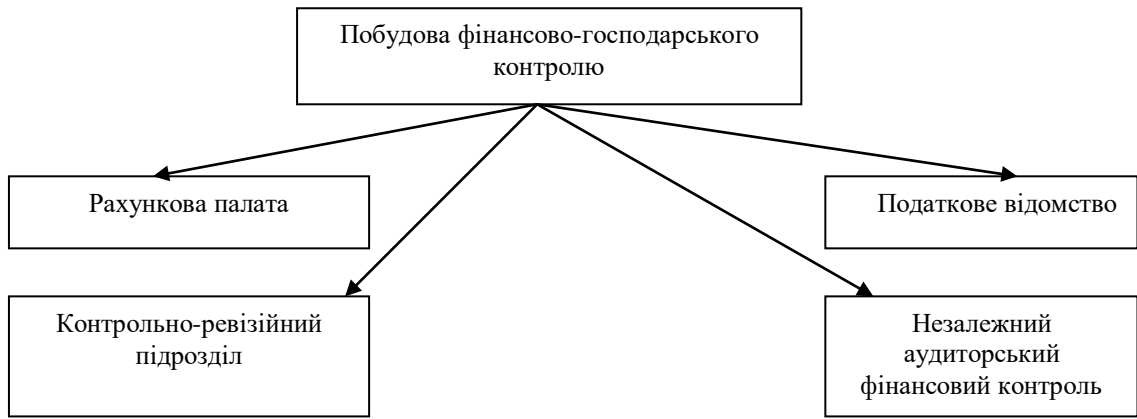 Побудова фінансово-господарського
контролю
Рахункова палата
Податкове відомство
Контрольно-ревізійний
підрозділ
Незалежний
аудиторський
фінансовий контроль